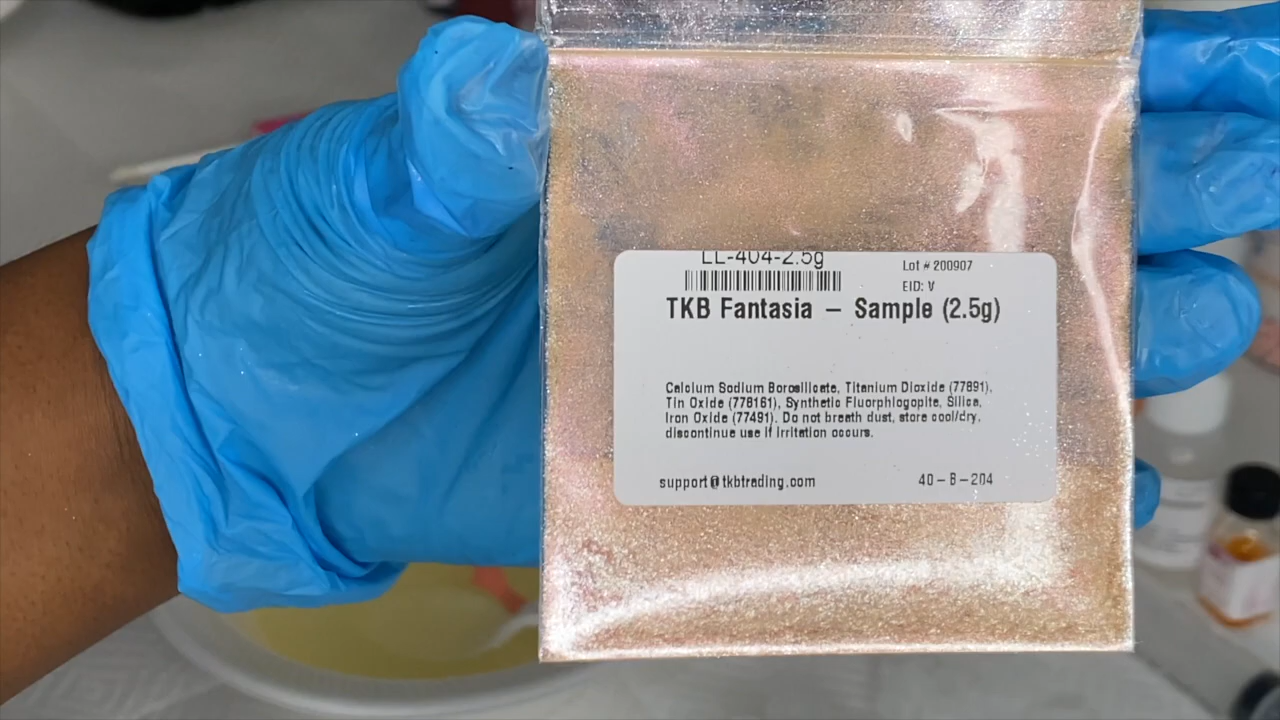 LL-404-2.5g
Lot # 200907
EID: V
TKB Fantasia – Sample (2.5g)
Calcium Sodium Borosilicate, Titanium Dioxide (77891),
Tin Oxide (778161), Synthetic Fluorphlogopite, Silica,
Iron Oxide (77491). Do not breath dust, store cool/dry,
discontinue use if irritation occurs.
support@tkbtrading.com
40-B-204